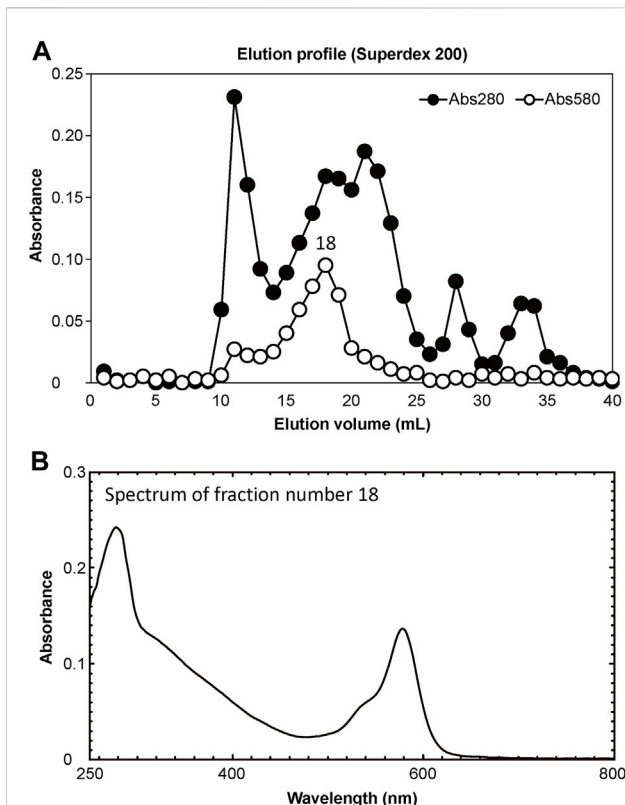 A
Elution profile (Superdex 200)
0.25
0.20
0.15
0.10
0.05
0
Absorbance
Abs280 Abs580
18
0 5 10 15 20 25 30 35 40
Elution volume (mL)
B
0.3
0.2
0.1
0
Absorbance
Spectrum of fraction number 18
250 400 600 800
Wavelength (nm)